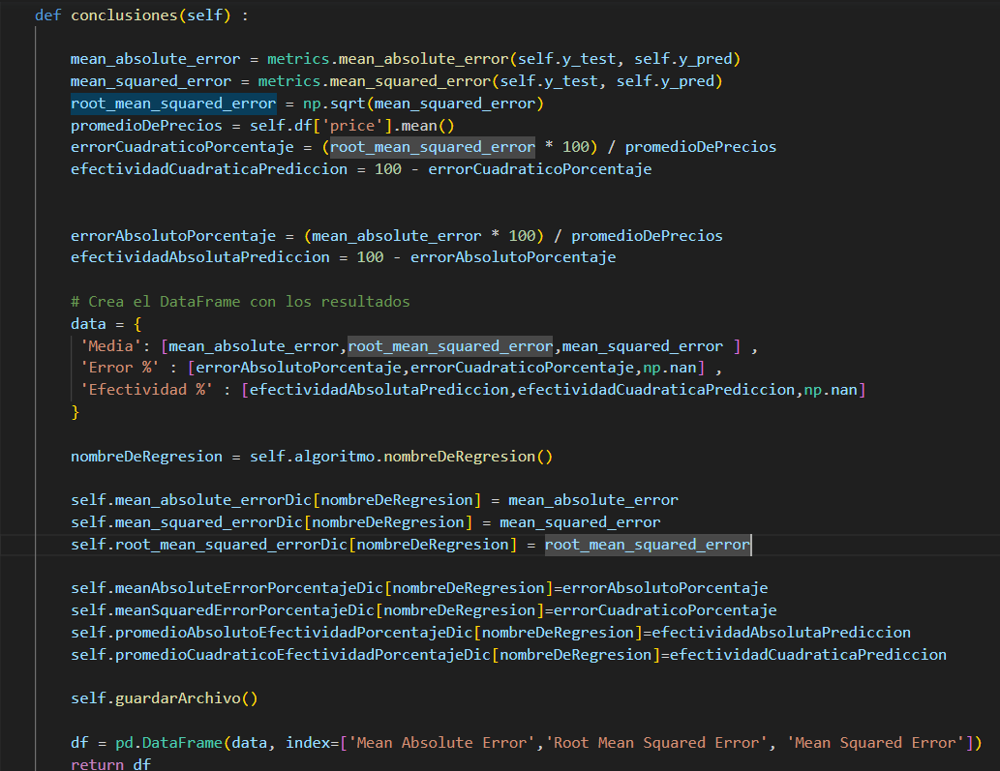 def conclusiones(self) :
mean_absolute_error = metrics.mean_absolute_error(self.y_test, self.y_pred)
mean_squared_error = metrics.mean_squared_error(self.y_test, self.y_pred)
root_mean_squared_error = np.sqrt(mean_squared_error)
promedioDePrecios = self.df['price'].mean()
errorCuadraticoPorcentaje = (root_mean_squared_error * 100) / promedioDePrecios
efectividadCuadraticaPrediccion = 100 - errorCuadraticoPorcentaje
errorAbsolutoPorcentaje = (mean_absolute_error * 100) / promedioDePrecios
efectividadAbsolutaPrediccion = 100 - errorAbsolutoPorcentaje
# Crea el DataFrame con los resultados
data = {
'Media': [mean_absolute_error,root_mean_squared_error,mean_squared_error ] ,
'Error %' : [errorAbsolutoPorcentaje,errorCuadraticoPorcentaje,np.nan] ,
'Efectividad %' : [efectividadAbsolutaPrediccion,efectividadCuadraticaPrediccion,np.nan]
}
nombreDeRegresion = self.algoritmo.nombreDeRegresion()
self.mean_absolute_errorDic[nombreDeRegresion] = mean_absolute_error
self.mean_squared_errorDic[nombreDeRegresion] = mean_squared_error
self.root_mean_squared_errorDic[nombreDeRegresion] = root_mean_squared_error
self.meanAbsoluteErrorPorcentajeDic[nombreDeRegresion]=errorAbsolutoPorcentaje
self.meanSquaredErrorPorcentajeDic[nombreDeRegresion]=errorCuadraticoPorcentaje
self.promedioAbsolutoEfectividadPorcentajeDic[nombreDeRegresion]=efectividadAbsolutaPrediccion
self.promedioCuadraticoEfectividadPorcentajeDic[nombreDeRegresion]=efectividadCuadraticaPrediccion
self.guardarArchivo()
df = pd.DataFrame(data, index=['Mean Absolute Error','Root Mean Squared Error', 'Mean Squared Error'])
return df